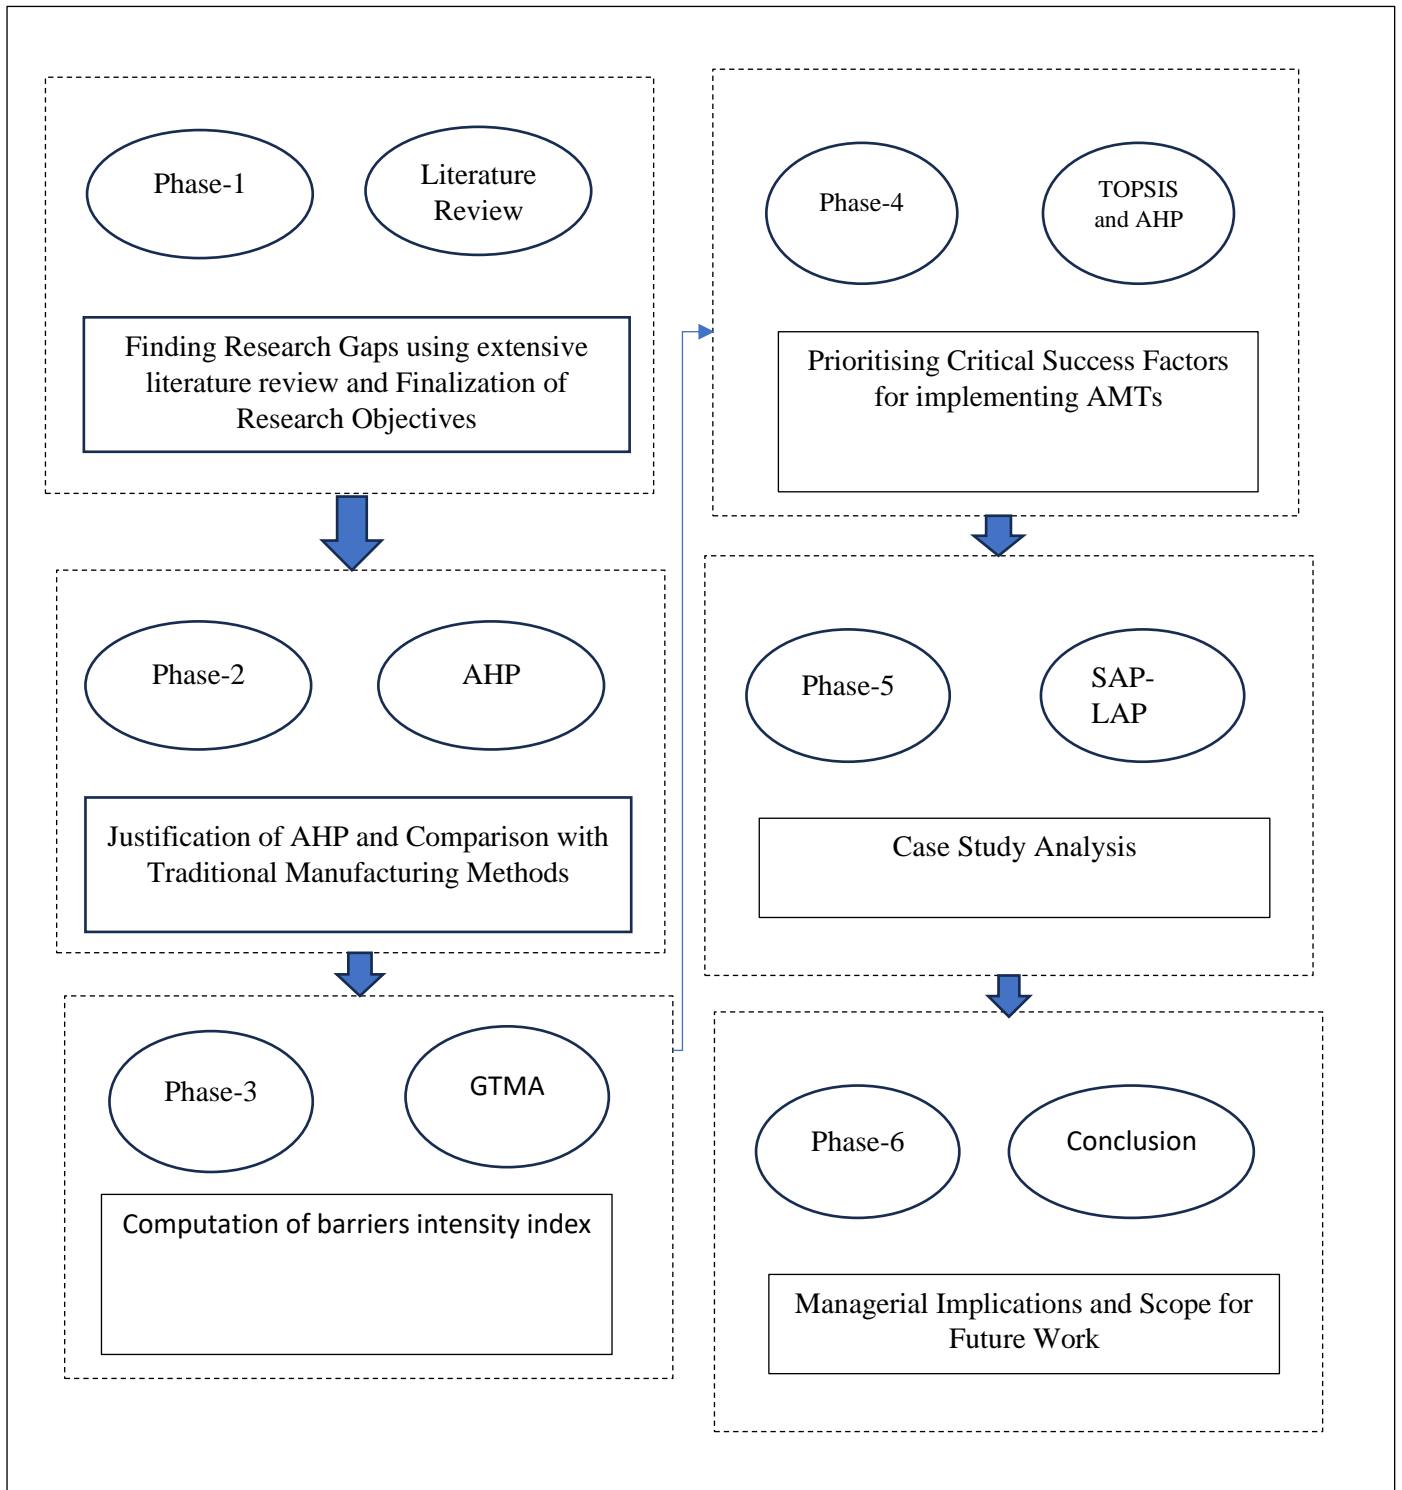 Phase-1
Literature
Review
Finding Research Gaps using extensive
literature review and Finalization of
Research Objectives
Phase-2
AHP
Justification of AHP and Comparison with
Traditional Manufacturing Methods
Phase-3
GTMA
Computation of barriers intensity index
Phase-4
TOPSIS
and AHP
Prioritising Critical Success Factors
for implementing AMTs
Phase-5
SAP-
LAP
Case Study Analysis
Phase-6
Conclusion
Managerial Implications and Scope for
Future Work